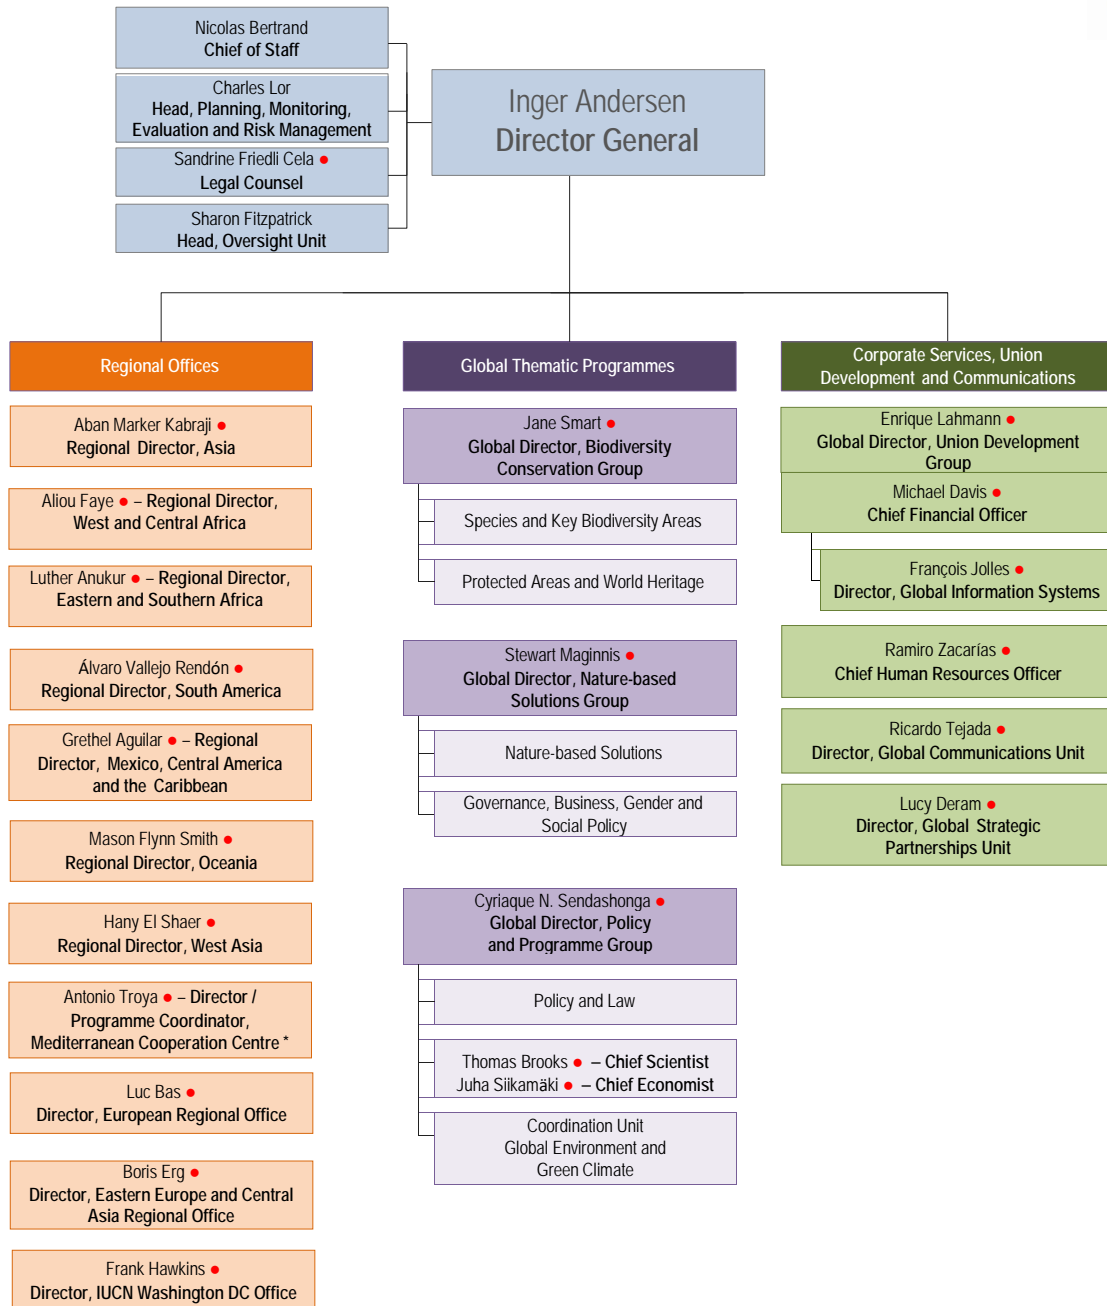 Nicolas Bertrand
Chief of Staff
Charles Lor
Head, Planning, Monitoring,
Evaluation and Risk Management
Sandrine Friedli Cela ●
Legal Counsel
Sharon Fitzpatrick
Head, Oversight Unit
Inger Andersen
Director General
Regional Offices
Aban Marker Kabraji ●
Regional Director, Asia
Aliou Faye ● – Regional Director,
West and Central Africa
Luther Anukur ● – Regional Director,
Eastern and Southern Africa
Álvaro Vallejo Rendón ●
Regional Director, South America
Grethel Aguilar ● – Regional
Director, Mexico, Central America
and the Caribbean
Mason Flynn Smith ●
Regional Director, Oceania
Hany El Shaer ●
Regional Director, West Asia
Antonio Troya ● – Director /
Programme Coordinator,
Mediterranean Cooperation Centre *
Luc Bas ●
Director, European Regional Office
Boris Erg ●
Director, Eastern Europe and Central
Asia Regional Office
Frank Hawkins ●
Director, IUCN Washington DC Office
Global Thematic Programmes
Jane Smart ●
Global Director, Biodiversity
Conservation Group
Species and Key Biodiversity Areas
Protected Areas and World Heritage
Stewart Maginnis ●
Global Director, Nature-based
Solutions Group
Nature-based Solutions
Governance, Business, Gender and
Social Policy
Cyriaque N. Sendashonga ●
Global Director, Policy
and Programme Group
Policy and Law
Thomas Brooks ● – Chief Scientist
Juha Siikamäki ● – Chief Economist
Coordination Unit
Global Environment and
Green Climate
Corporate Services, Union
Development and Communications
Enrique Lahmann ●
Global Director, Union Development
Group
Michael Davis ●
Chief Financial Officer
François Jolles ●
Director, Global Information Systems
Ramiro Zacarías ●
Chief Human Resources Officer
Ricardo Tejada ●
Director, Global Communications Unit
Lucy Deram ●
Director, Global Strategic
Partnerships Unit